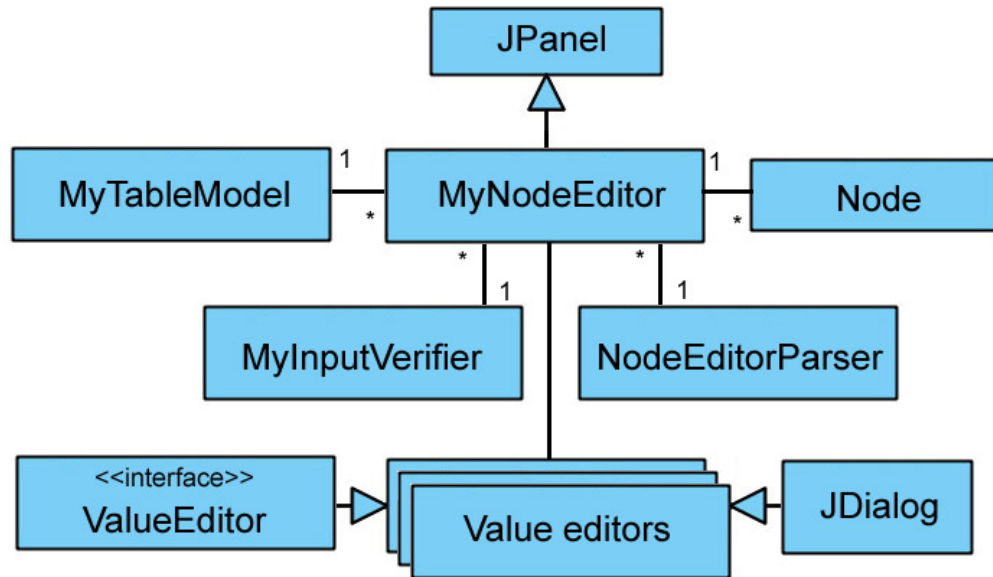 JPanel
MyTableModel
1
*
MyNodeEditor
1
*
Node
*
1
*
1
MyInputVerifier
NodeEditorParser
<<interface>>
ValueEditor
Value editors
JDialog